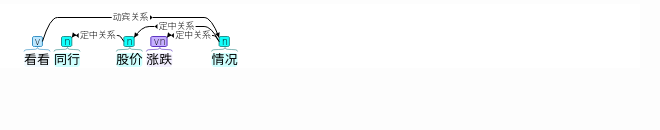 动宾关系
定中关系
定中关系 定中关系
v n n vn n
看看 同行 股价 涨跌 情况